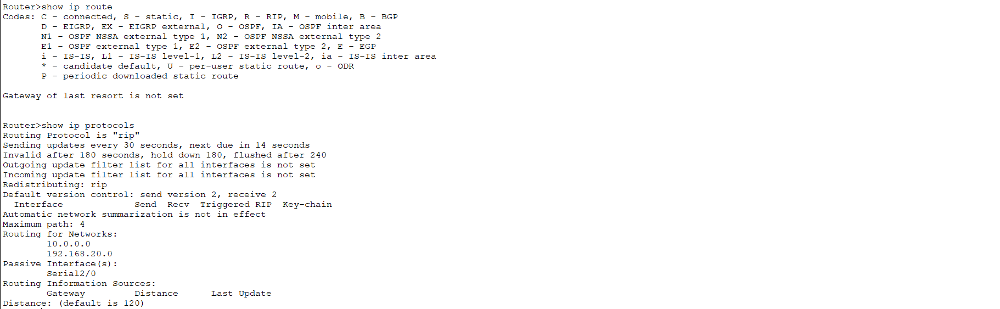 Router>show ip route
Codes: C - connected, S - static, I - IGRP, R - RIP, M - mobile, B - BGP
       D - EIGRP, EX - EIGRP external, O - OSPF, IA - OSPF inter area
       N1 - OSPF NSSA external type 1, N2 - OSPF NSSA external type 2
       E1 - OSPF external type 1, E2 - OSPF external type 2, E - EGP
       i - IS-IS, L1 - IS-IS level-1, L2 - IS-IS level-2, ia - IS-IS inter area
       * - candidate default, U - per-user static route, o - ODR
       P - periodic downloaded static route

Gateway of last resort is not set


Router>show ip protocols
Routing Protocol is "rip"
Sending updates every 30 seconds, next due in 14 seconds
Invalid after 180 seconds, hold down 180, flushed after 240
Outgoing update filter list for all interfaces is not set
Incoming update filter list for all interfaces is not set
Redistributing: rip
Default version control: send version 2, receive 2
  Interface             Send  Recv  Triggered RIP  Key-chain
Automatic network summarization is not in effect
Maximum path: 4
Routing for Networks:
        10.0.0.0
        192.168.20.0
Passive Interface(s):
        Serial2/0
Routing Information Sources:
        Gateway         Distance      Last Update
Distance: (default is 120)